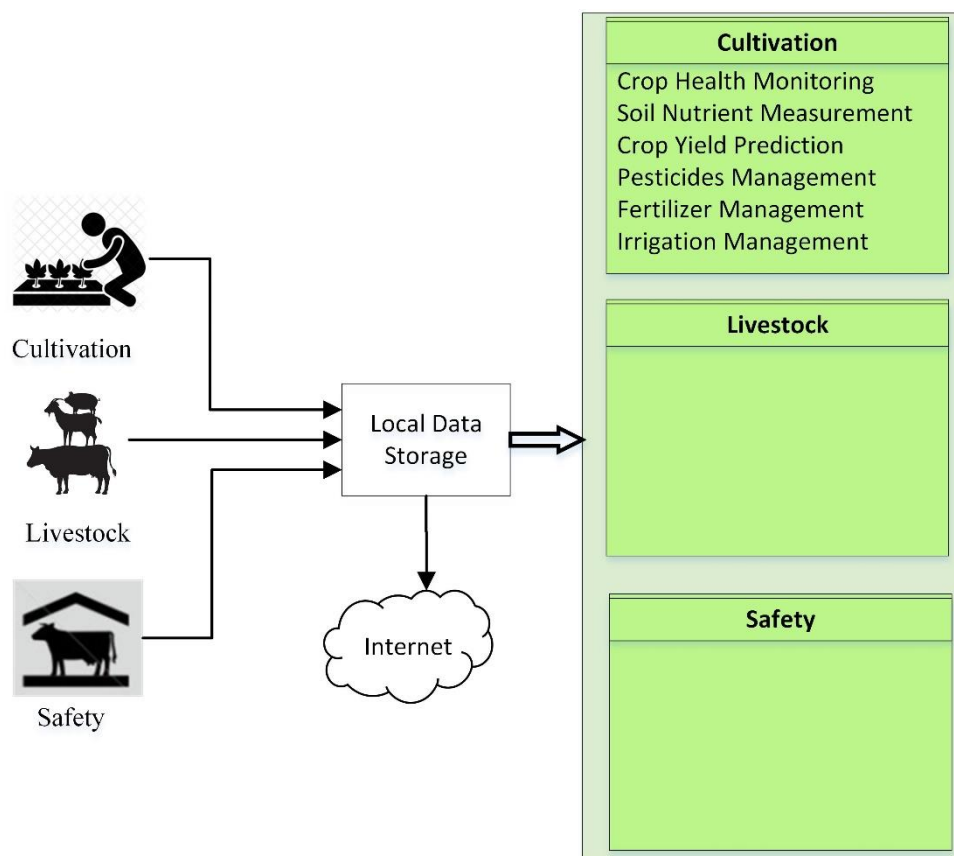 Cultivation
Livestock
Safety
Local Data
Storage
Internet
Cultivation
Crop Health Monitoring
Soil Nutrient Measurement
Crop Yield Prediction
Pesticides Management
Fertilizer Management
Irrigation Management
Livestock
Safety